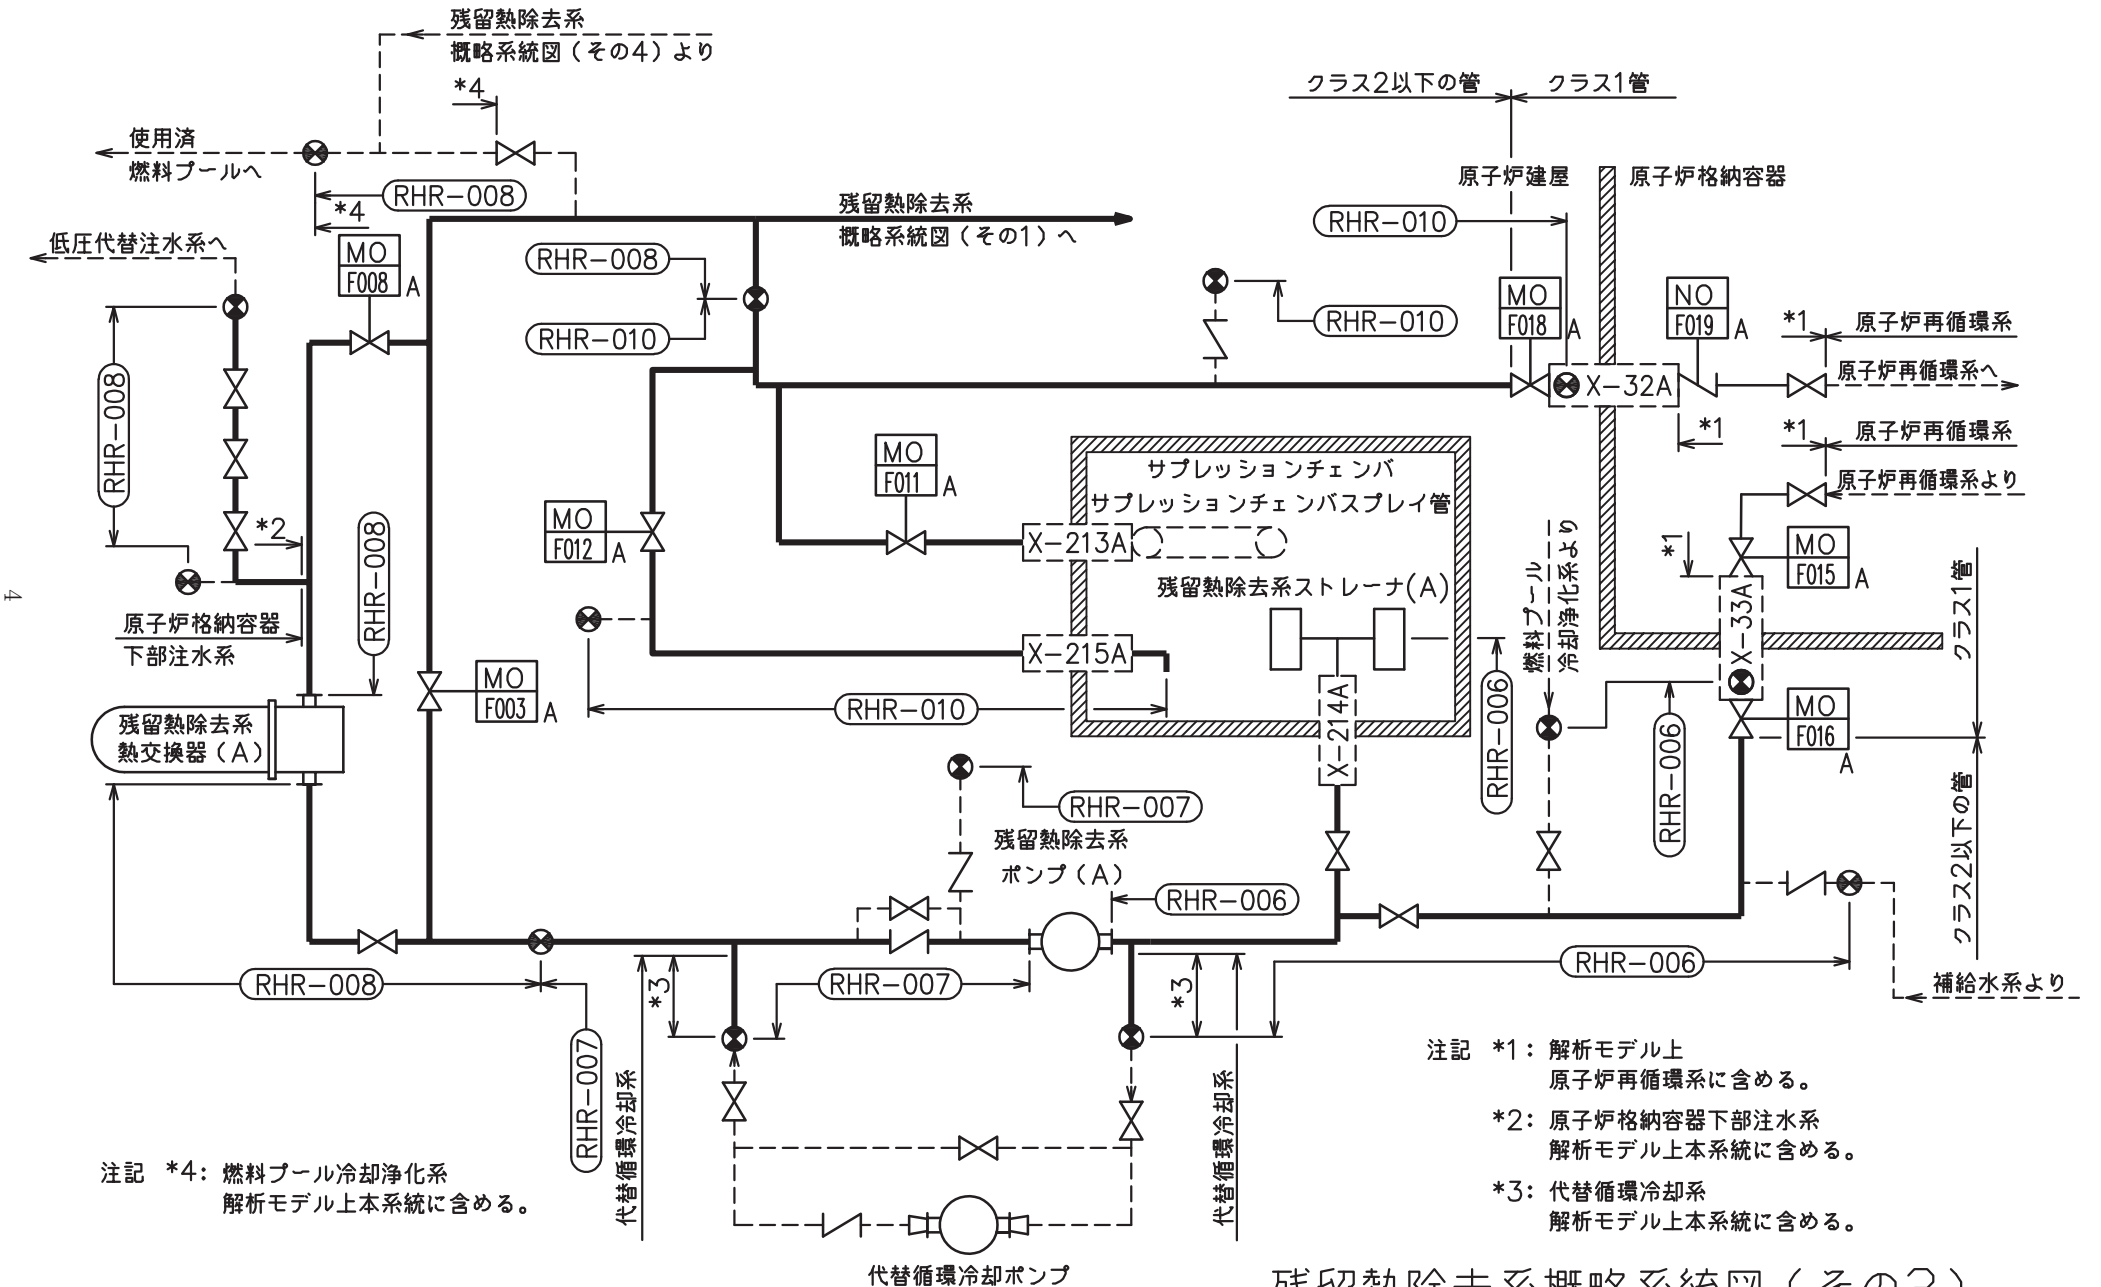 残留熱除去系
概略系統図（その4）より
*4
使用済
燃料プールへ
RHR-008
*4
低圧代替注水系へ
MO
F008
A
残留熱除去系
概略系統図（その1）へ
RHR-008
RHR-010
クラス2以下の管
クラス1管
原子炉建屋
原子炉格納容器
RHR-010
RHR-010
MO
F018
A
NO
F019
A
*1
原子炉再循環系
原子炉再循環系へ
X-32A
*1
*1
原子炉再循環系
原子炉再循環系より
RHR-008
*2
RHR-008
原子炉格納容器
下部注水系
MO
F012
A
MO
F011
A
サプレッションチェンバ
サプレッションチェンバスプレイ管
X-213A
残留熱除去系ストレーナ(A)
X-215A
X-214A
RHR-010
RHR-006
燃料プール
冷却浄化系より
*1
MO
F015
A
X-33A
クラス1管
MO
F016
A
RHR-006
クラス2以下の管
4
残留熱除去系
熱交換器（A）
MO
F003
A
RHR-007
残留熱除去系
ポンプ（A）
RHR-006
RHR-008
RHR-007
*3
RHR-007
*3
RHR-006
補給水系より
代替循環冷却系
代替循環冷却系
代替循環冷却ポンプ
注記 *1: 解析モデル上
原子炉再循環系に含める。
*2: 原子炉格納容器下部注水系
解析モデル上本系統に含める。
*3: 代替循環冷却系
解析モデル上本系統に含める。
注記 *4: 燃料プール冷却浄化系
解析モデル上本系統に含める。